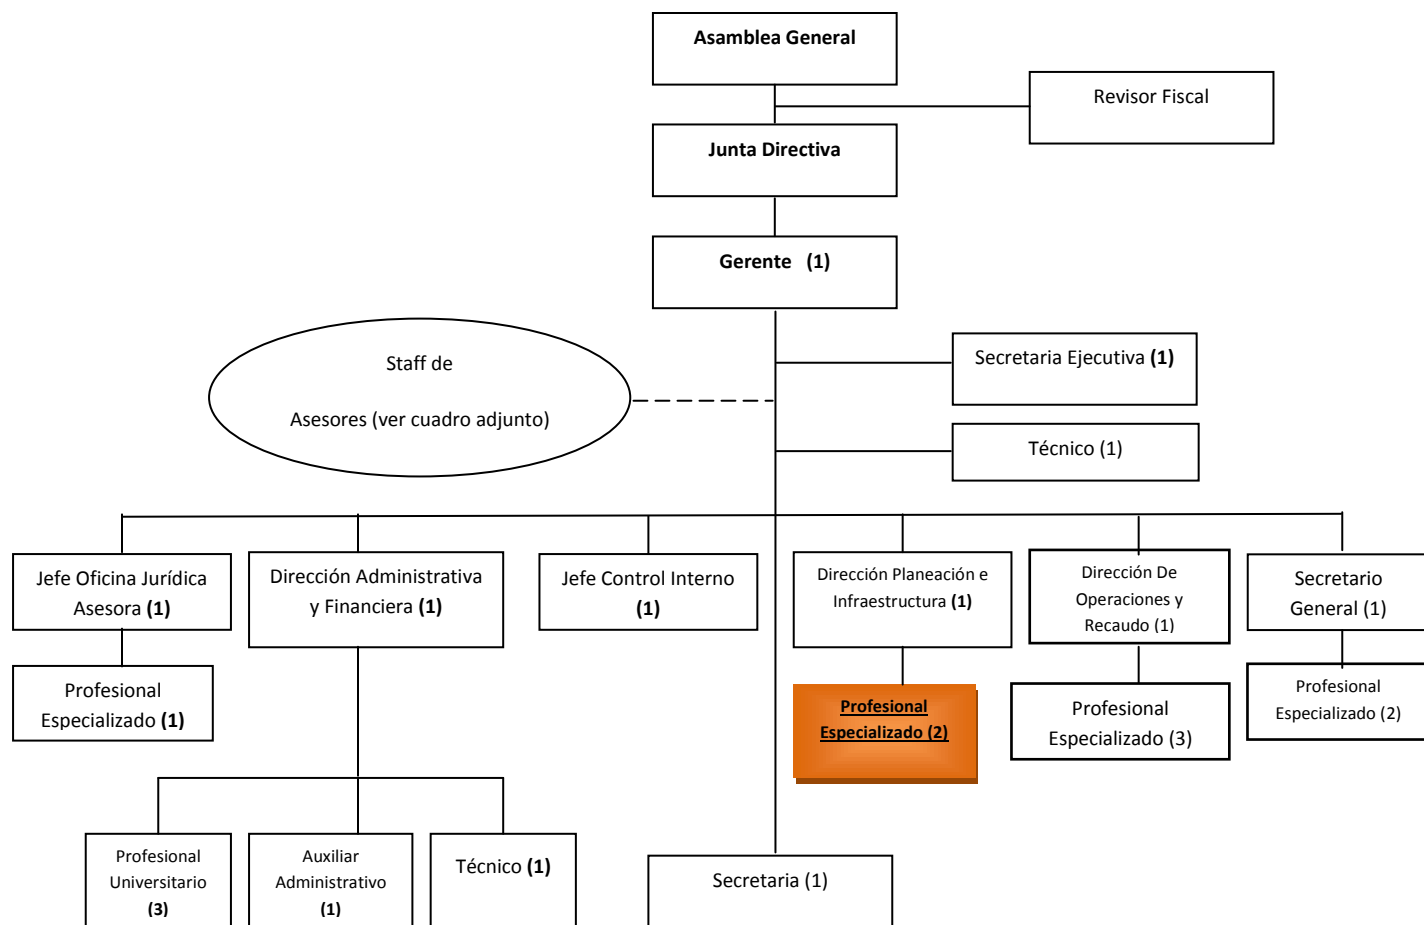 Asamblea General
Revisor Fiscal
Junta Directiva
Gerente (1)
Staff de
Asesores (ver cuadro adjunto)
Secretaria Ejecutiva (1)
Técnico (1)
Jefe Oficina Jurídica
Asesora (1)
Dirección Administrativa
y Financiera (1)
Jefe Control Interno
(1)
Dirección Planeación e
Infraestructura (1)
Dirección De
Operaciones y
Recaudo (1)
Secretario
General (1)
Profesional
Especializado (1)
Profesional
Especializado (2)
Profesional
Especializado (3)
Profesional
Especializado (2)
Profesional
Universitario
(3)
Auxiliar
Administrativo
(1)
Técnico (1)
Secretaria (1)